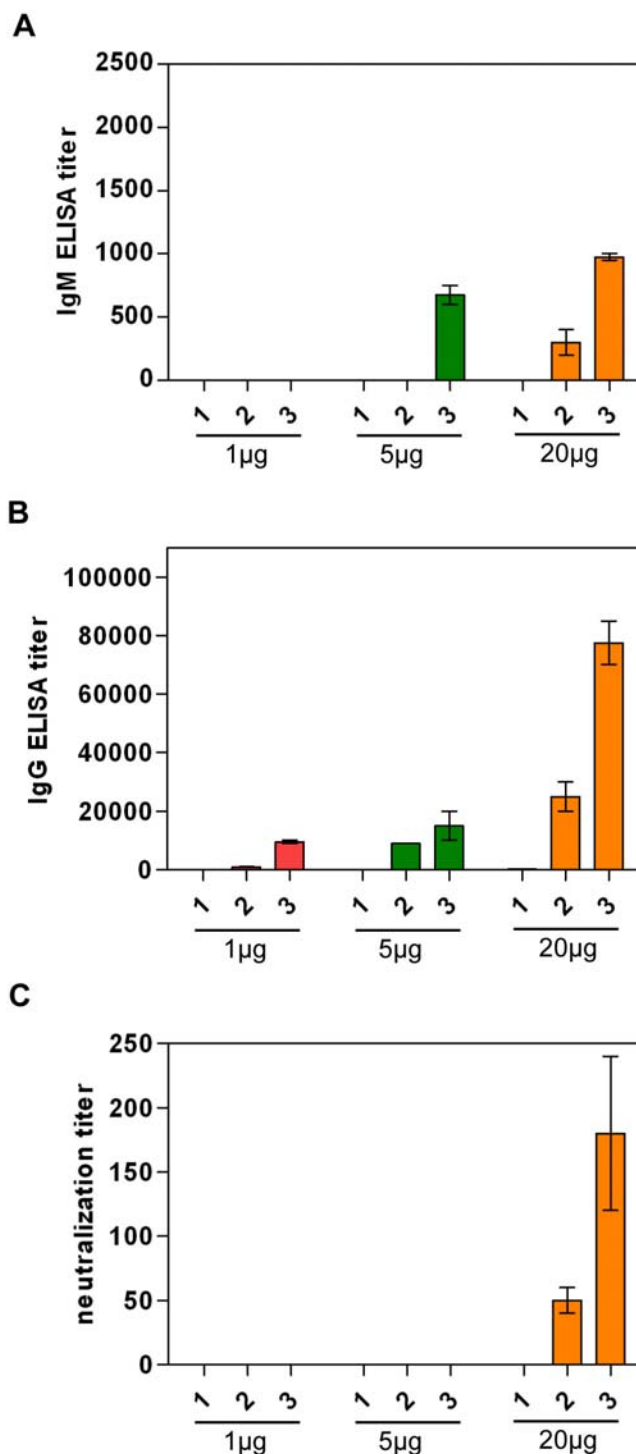 A
IgM ELISA titer
2500
2000
1500
1000
500
0
1 2 3 1 2 3 1 2 3
1µg 5µg 20µg
B
IgG ELISA titer
100000
80000
60000
40000
20000
0
1 2 3 1 2 3 1 2 3
1µg 5µg 20µg
C
neutralization titer
250
200
150
100
50
0
1 2 3 1 2 3 1 2 3
1µg 5µg 20µg